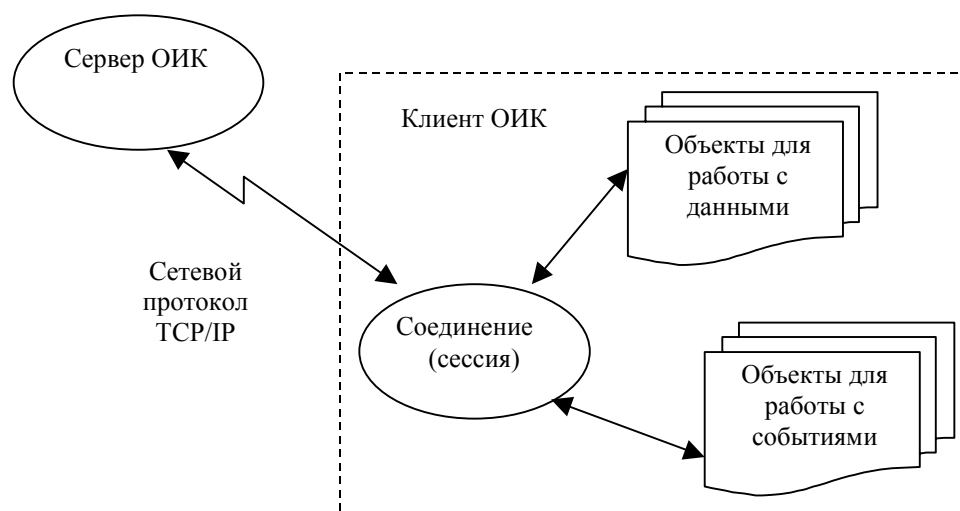 Сервер ОИК
Клиент ОИК
Объекты для
работы с
данными
Сетевой
протокол
TCP/IP
Соединение
(сессия)
Объекты для
работы с
событиями